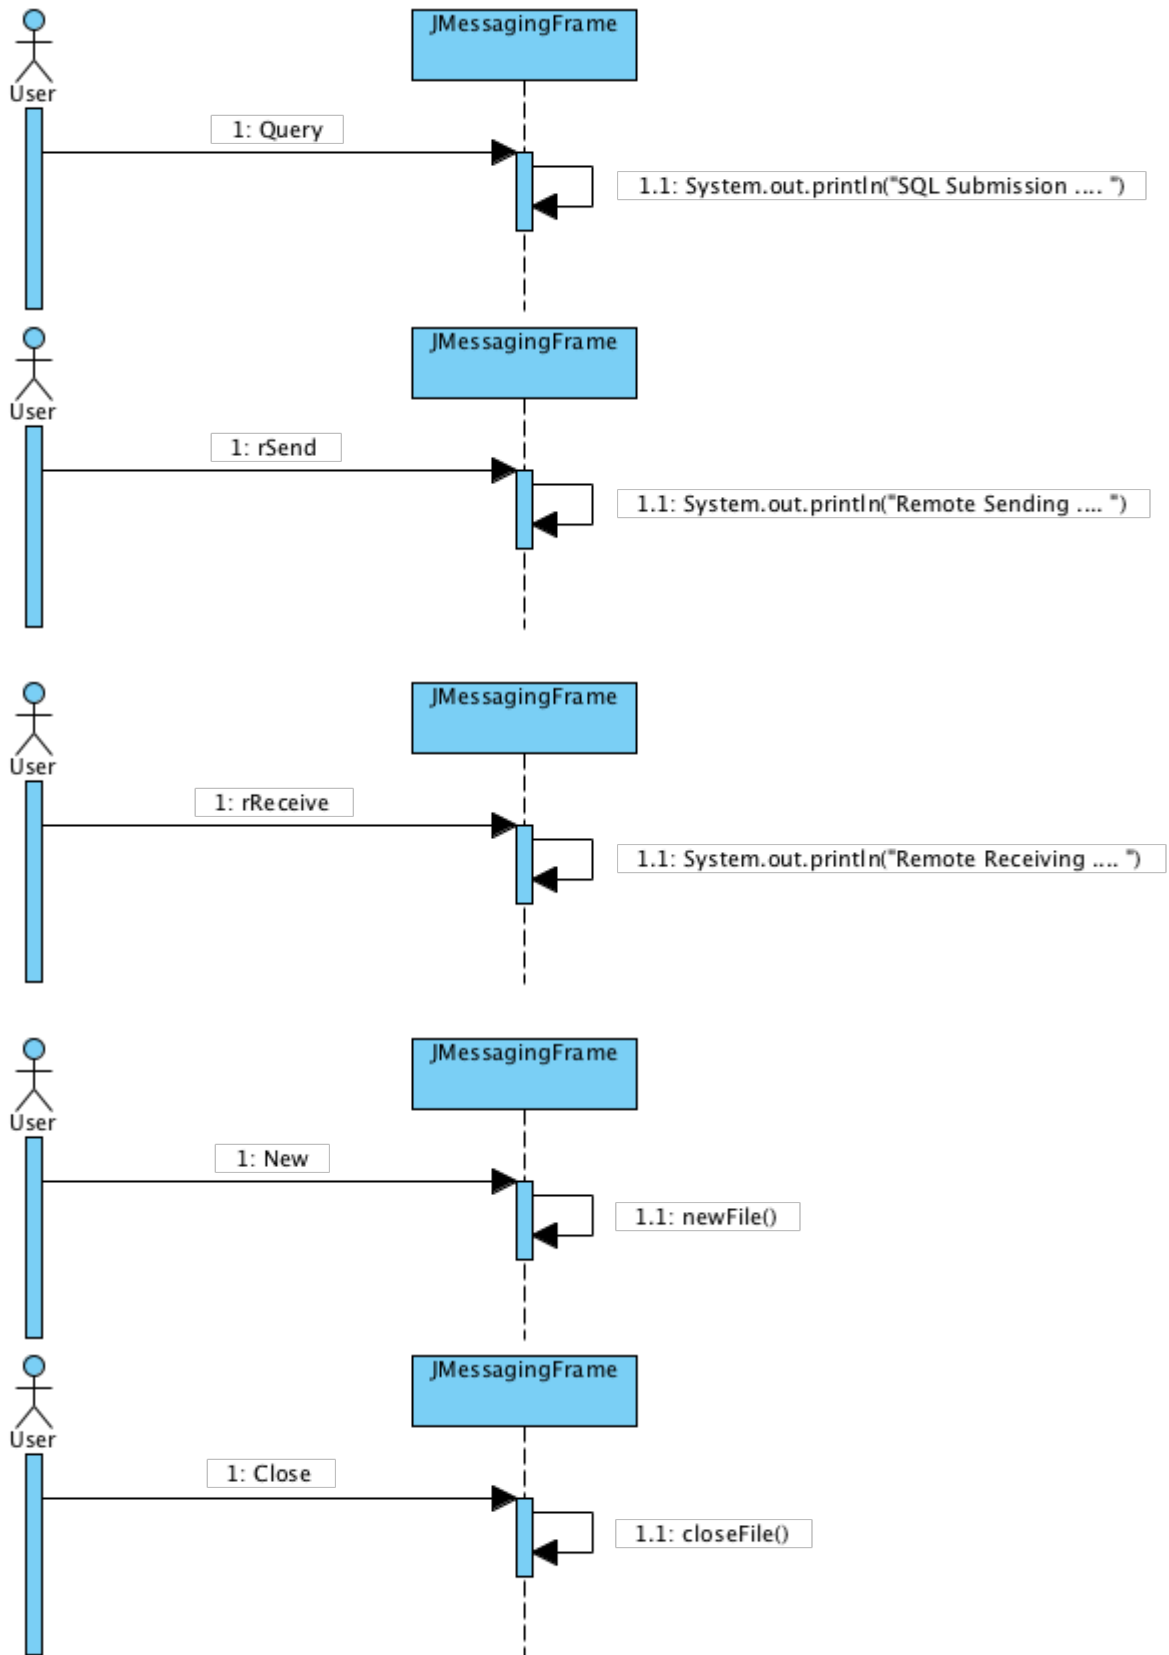 JMessagingFrame
User
1: Query
1.1: System.out.println("SQL Submission .... ")
JMessagingFrame
User
1: rSend
1.1: System.out.println("Remote Sending .... ")
JMessagingFrame
User
1: rReceive
1.1: System.out.println("Remote Receiving .... ")
JMessagingFrame
User
1: New
1.1: newFile()
JMessagingFrame
User
1: Close
1.1: closeFile()